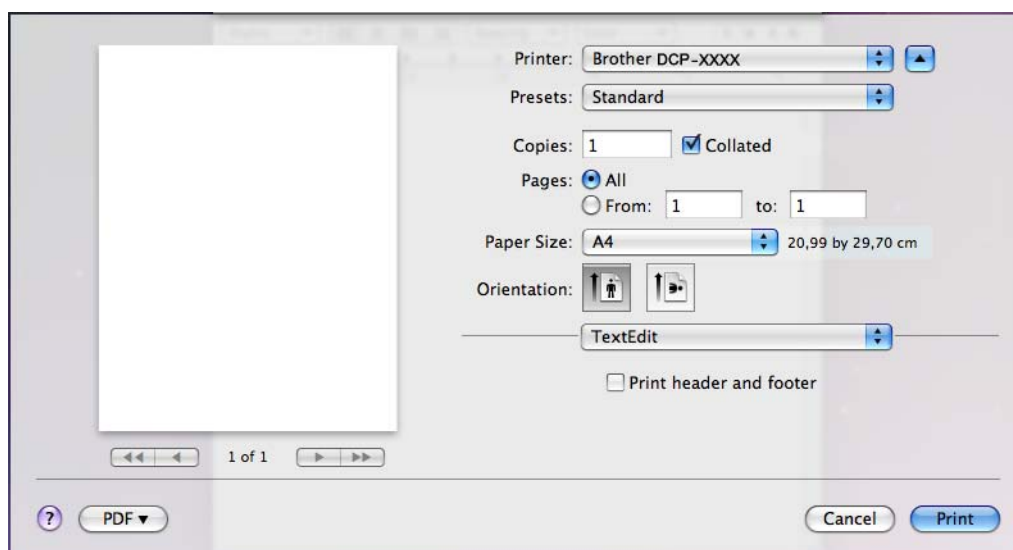 Printer: Brother DCP-XXXX
Presets: Standard
Copies: 1 Collated
Pages: All
From: 1 to: 1
Paper Size: A4 20,99 by 29,70 cm
Orientation:
TextEdit
Print header and footer
1 of 1
? PDF Cancel Print